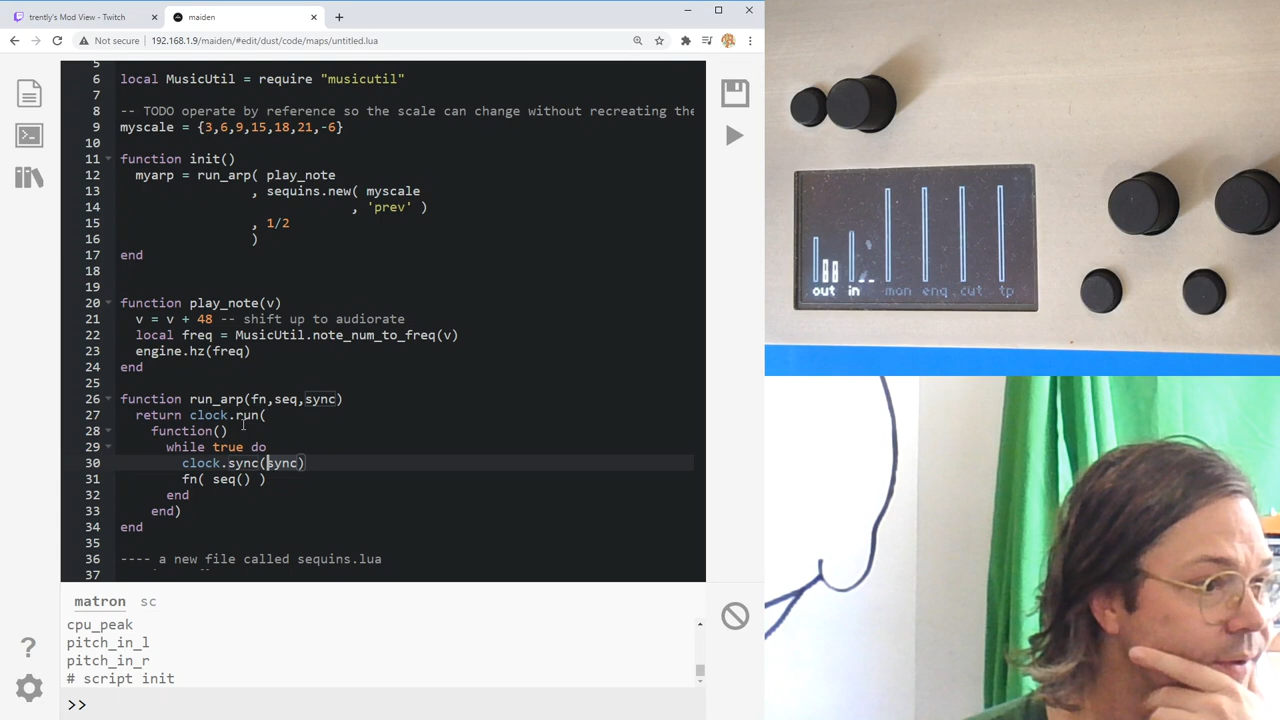 trently's Mod View - Twitch
maiden
Not secure
192.168.1.9/maiden/#edit/dust/code/maps/untitled.lua
5
6 local MusicUtil = require "musicutil"
7
8 -- TODO operate by reference so the scale can change without recreating the
9 myscale = {3,6,9,15,18,21,-6}
10
11 function init()
12 myarp = run_arp( play_note
13 , sequins.new( myscale
14 , 'prev' )
15 , 1/2
16 )
17 end
18
19
20 function play_note(v)
21 v = v + 48 -- shift up to audiorate
22 local freq = MusicUtil.note_num_to_freq(v)
23 engine.hz(freq)
24 end
25
26 function run_arp(fn,seq,sync)
27 return clock.run(
28 function()
29 while true do
30 clock.sync(sync)
31 fn( seq() )
32 end
33 end)
34 end
35
36 ---- a new file called sequins.lua
37
matron sc
cpu_peak
pitch_in_l
pitch_in_r
# script init
>>
out in mon eng cut tp